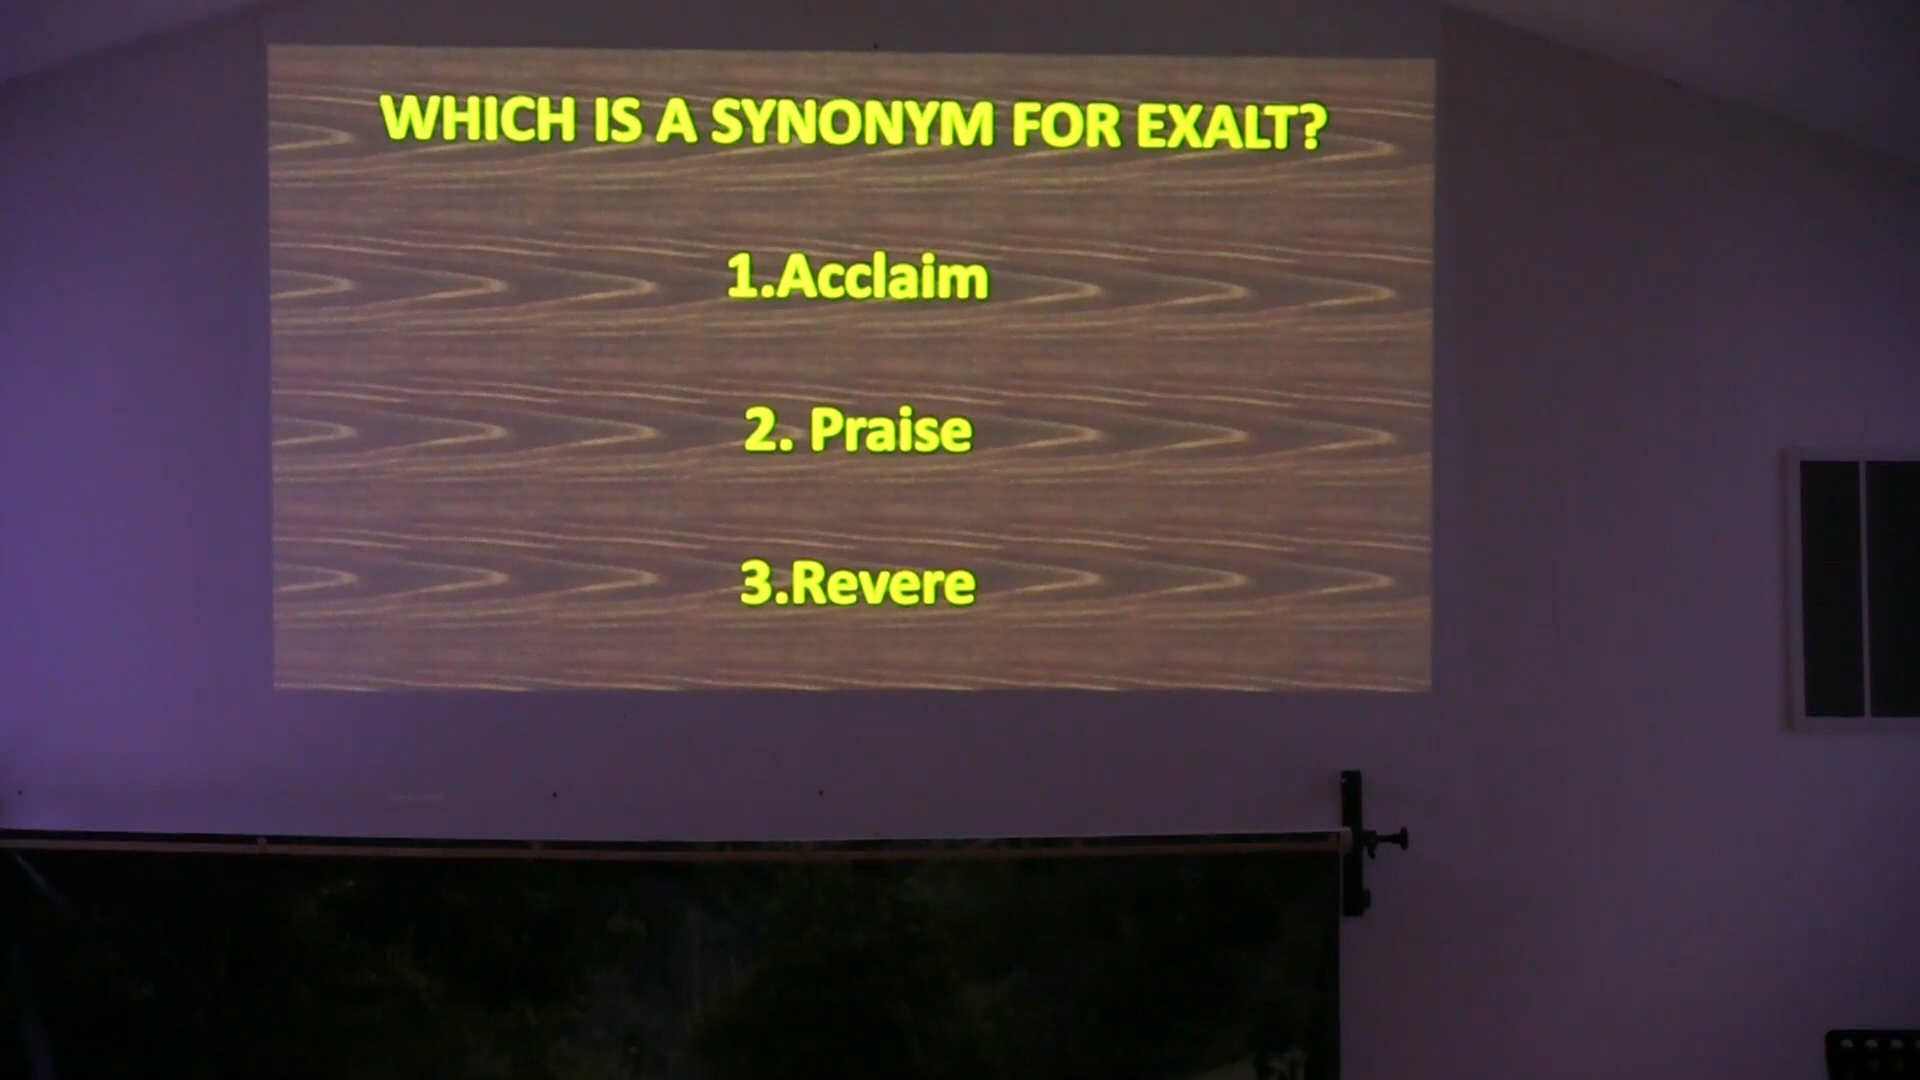 WHICH IS A SYNONYM FOR EXALT?
1.Acclaim
2. Praise
3.Revere